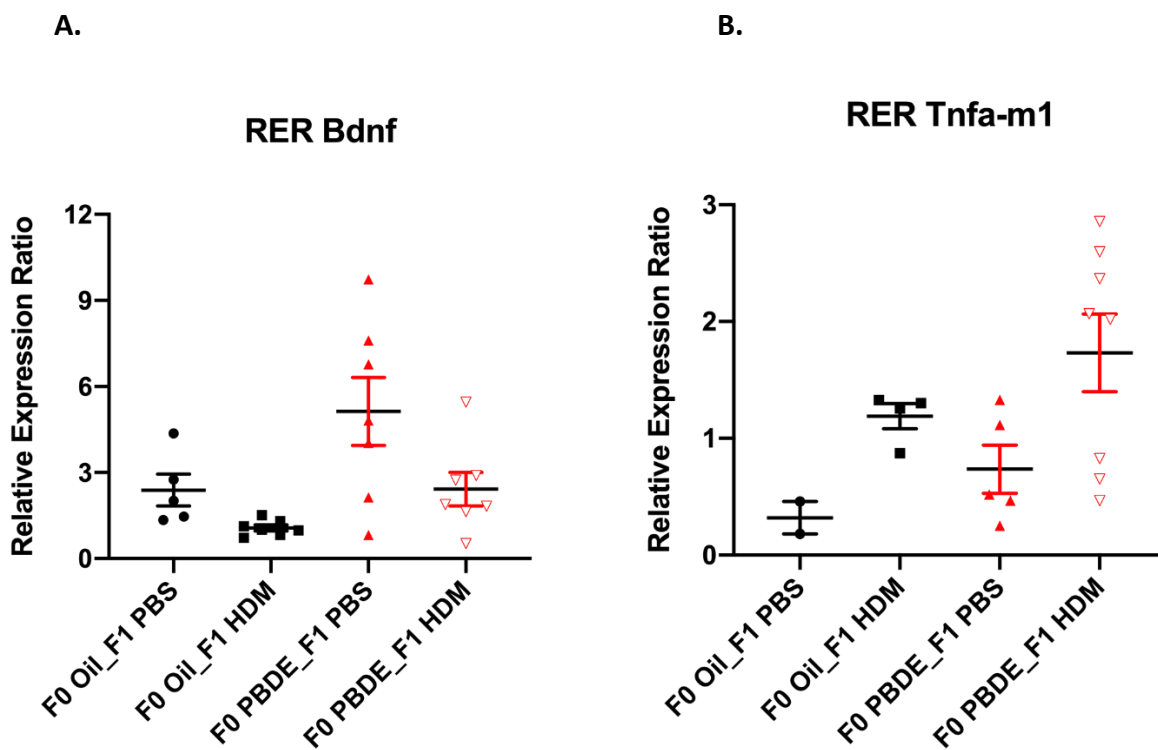 A.
RER Bdnf
Relative Expression Ratio
12
9
6
3
0
F0 Oil_F1 PBS
F0 Oil_F1 HDM
F0 PBDE_F1 PBS
F0 PBDE_F1 HDM
B.
RER Tnfa-m1
Relative Expression Ratio
3
2
1
0
F0 Oil_F1 PBS
F0 Oil_F1 HDM
F0 PBDE_F1 PBS
F0 PBDE_F1 HDM